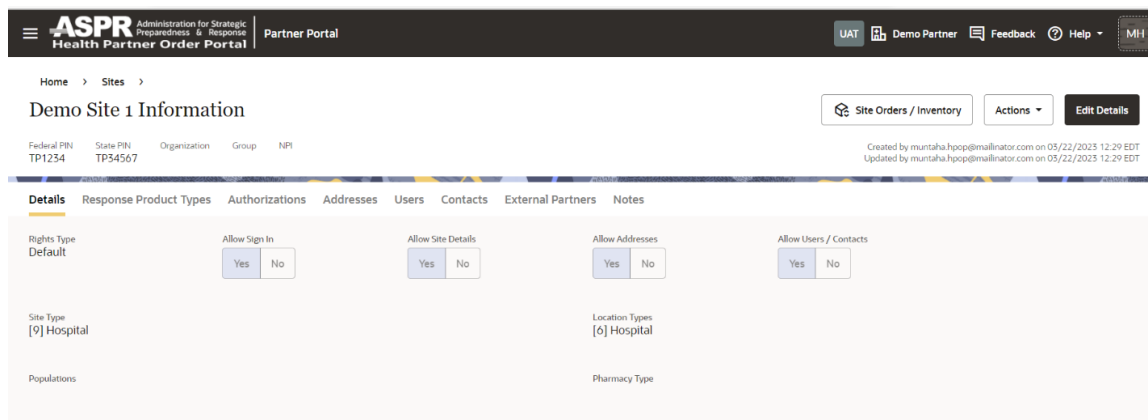 ASPR Administration for Strategic Preparedness & Response
Health Partner Order Portal
Partner Portal
UAT Demo Partner Feedback Help MH
Home > Sites >
Demo Site 1 Information
Site Orders / Inventory Actions Edit Details
Federal PIN State PIN Organization Group NPI
TP1234 TP34567
Created by muntaha.hpop@mailinator.com on 03/22/2023 12:29 EDT
Updated by muntaha.hpop@mailinator.com on 03/22/2023 12:29 EDT
Details Response Product Types Authorizations Addresses Users Contacts External Partners Notes
Rights Type Allow Sign In Allow Site Details Allow Addresses Allow Users / Contacts
Default Yes No Yes No Yes No Yes No
Site Type Location Types
[9] Hospital [6] Hospital
Populations Pharmacy Type